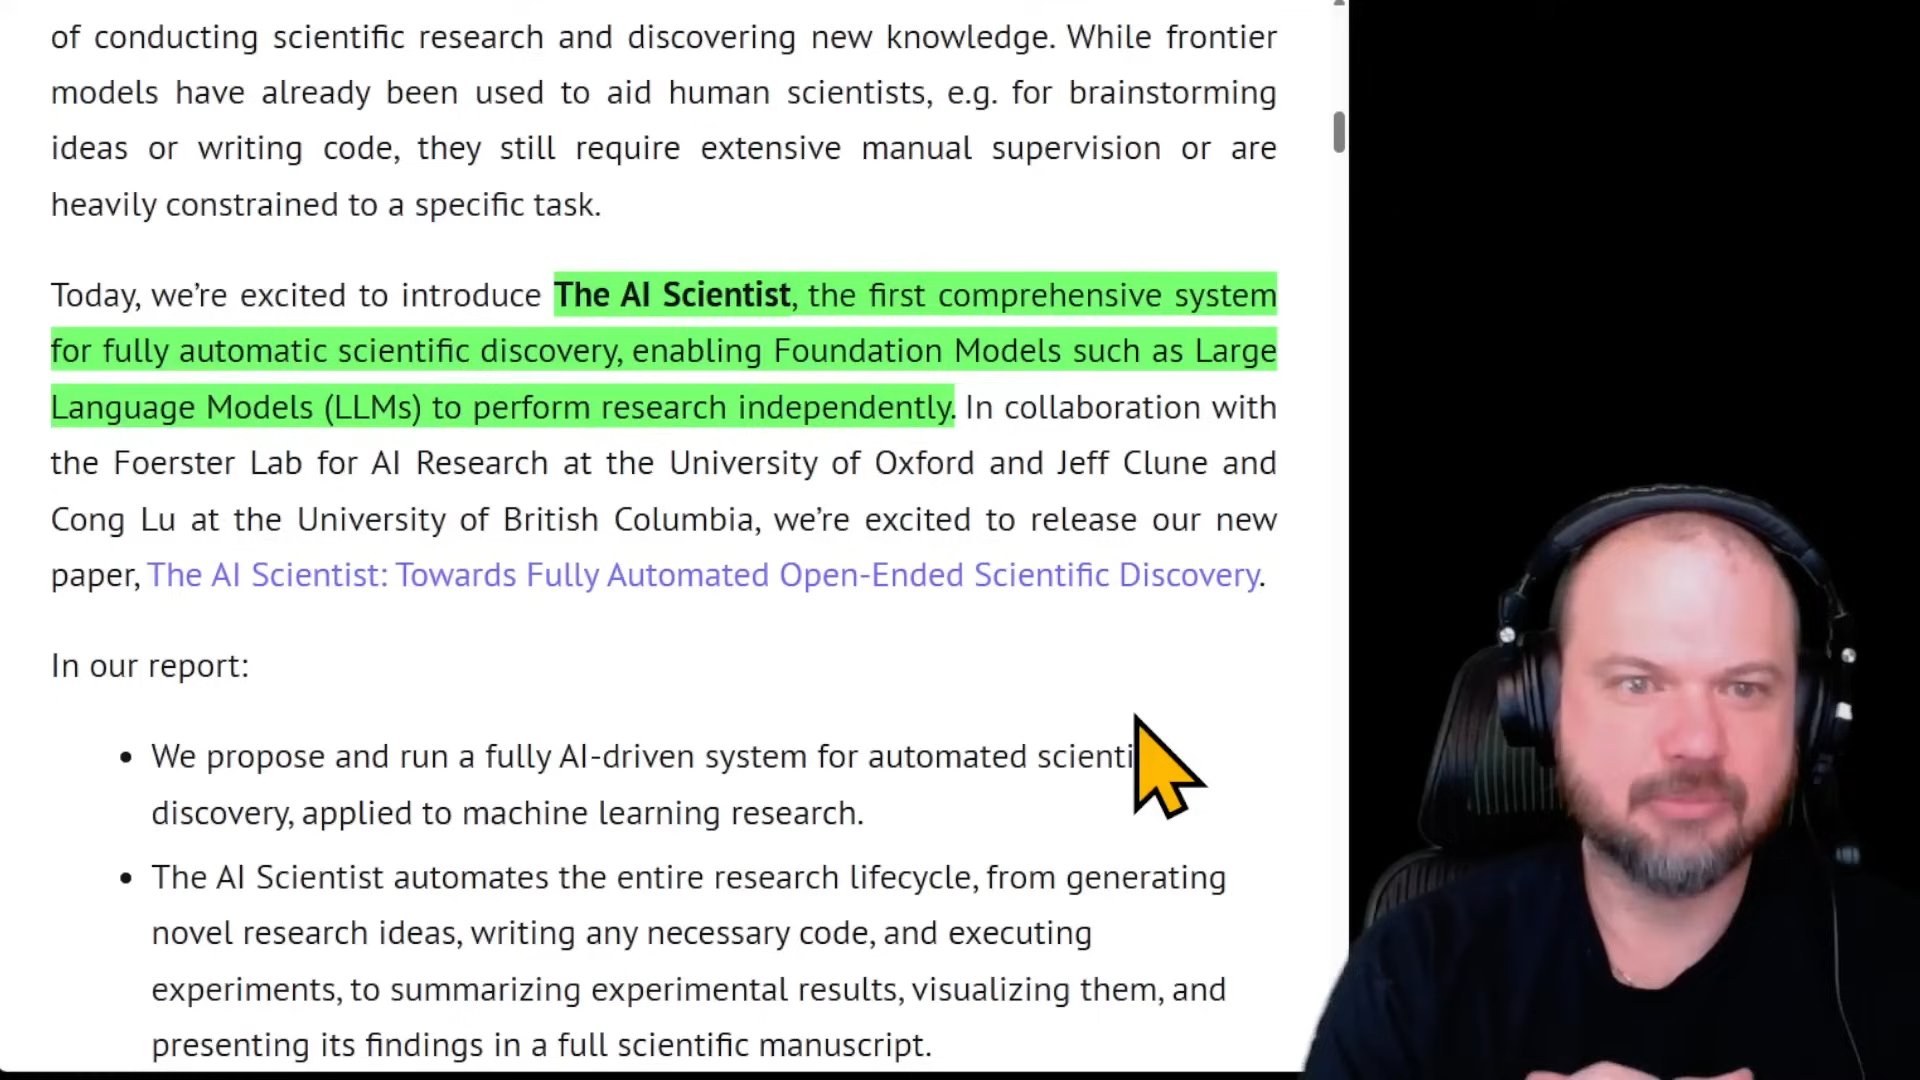 of conducting scientific research and discovering new knowledge. While frontier
models have already been used to aid human scientists, e.g. for brainstorming
ideas or writing code, they still require extensive manual supervision or are
heavily constrained to a specific task.
Today, we’re excited to introduce The AI Scientist, the first comprehensive system
for fully automatic scientific discovery, enabling Foundation Models such as Large
Language Models (LLMs) to perform research independently. In collaboration with
the Foerster Lab for AI Research at the University of Oxford and Jeff Clune and
Cong Lu at the University of British Columbia, we’re excited to release our new
paper, The AI Scientist: Towards Fully Automated Open-Ended Scientific Discovery.
In our report:
• We propose and run a fully AI-driven system for automated scienti
discovery, applied to machine learning research.
• The AI Scientist automates the entire research lifecycle, from generating
novel research ideas, writing any necessary code, and executing
experiments, to summarizing experimental results, visualizing them, and
presenting its findings in a full scientific manuscript.